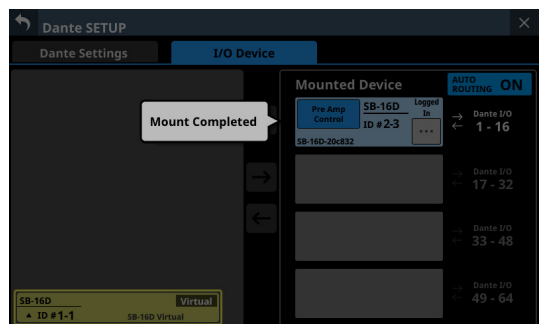 Dante SETUP
Dante Settings
I/O Device
Mounted Device
AUTO ROUTING ON
Mount Completed
Pre Amp Control
SB-16D
ID #2-3
Logged In
...
SB-16D-20c832
Dante I/O
1 - 16
Dante I/O
17 - 32
Dante I/O
33 - 48
Dante I/O
49 - 64
SB-16D
Virtual
ID #1-1
SB-16D Virtual